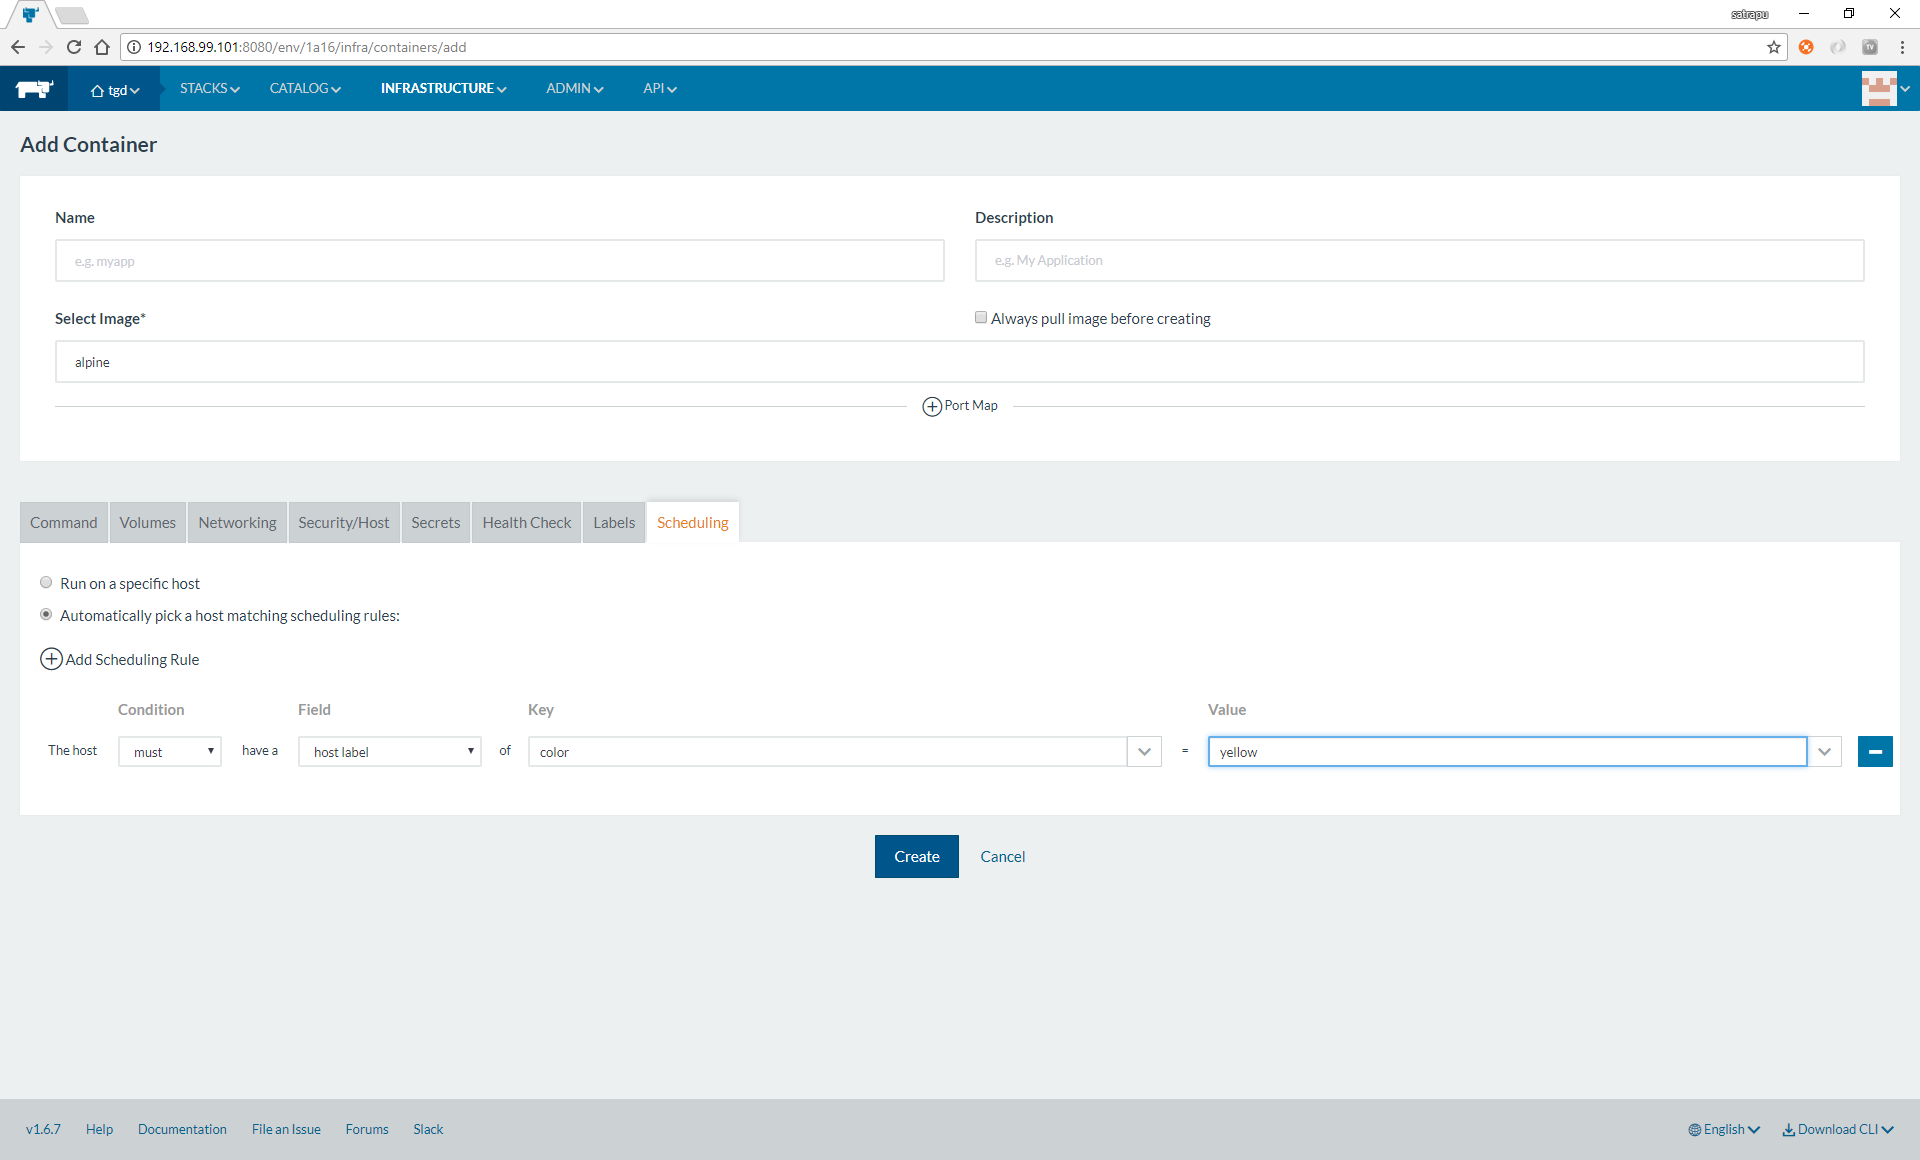 satrapu
192.168.99.101:8080/env/1a16/infra/containers/add
TV
tgd STACKS CATALOG INFRASTRUCTURE ADMIN API
Add Container
Name Description
e.g. myapp e.g. My Application
Select Image* Always pull image before creating
alpine
Port Map
Command Volumes Networking Security/Host Secrets Health Check Labels Scheduling
Run on a specific host
Automatically pick a host matching scheduling rules:
Add Scheduling Rule
Condition Field Key Value
The host must have a host label of color = yellow
Create Cancel
v1.6.7 Help Documentation File an Issue Forums Slack English Download CLI